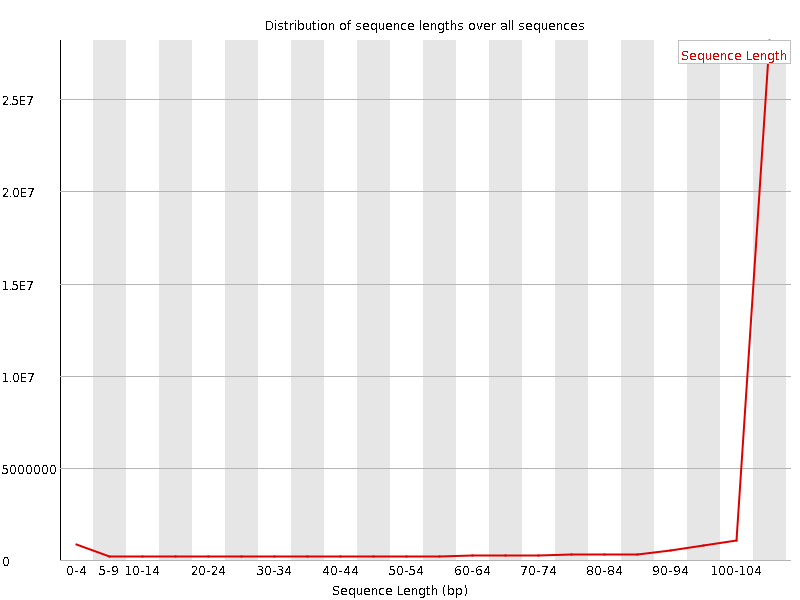 Distribution of sequence lengths over all sequences
Sequence Length
2.5E7
2.0E7
1.5E7
1.0E7
5000000
0
0-4 5-9 10-14 20-24 30-34 40-44 50-54 60-64 70-74 80-84 90-94 100-104
Sequence Length (bp)